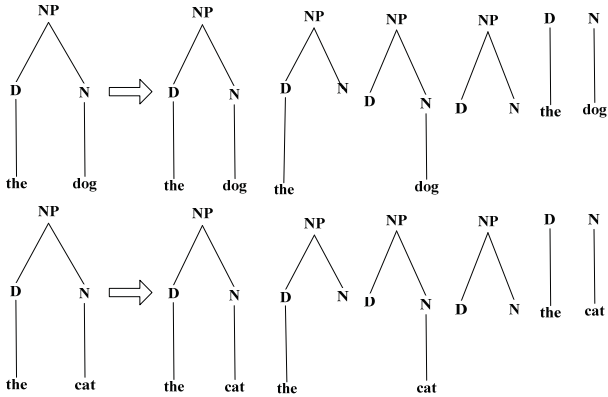 NP NP NP NP NP D N
D N D N D N D N D N the dog
the dog the dog the dog
NP NP NP NP NP D N
D N D N D N D N D N the cat
the cat the cat the cat